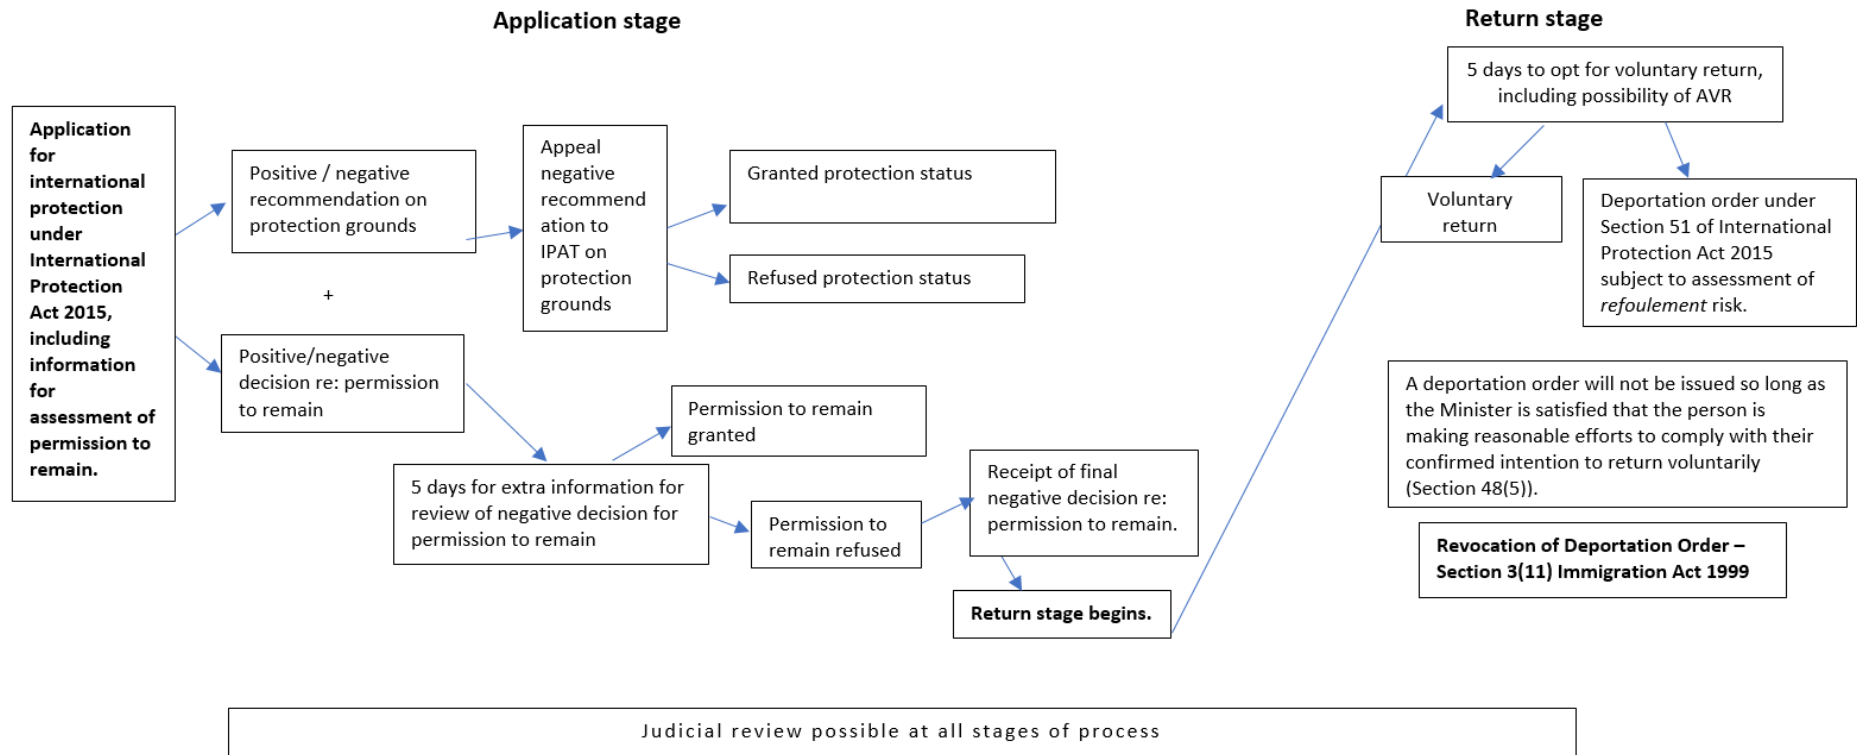 Application stage
Return stage
Application
for
international
protection
under
International
Protection
Act 2015,
including
information
for
assessment of
permission to
remain.
Positive / negative
recommendation on
protection grounds
+
Positive/negative
decision re: permission
to remain
Appeal
negative
recommend
ation to
IPAT on
protection
grounds
Granted protection status
Refused protection status
5 days for extra information for
review of negative decision for
permission to remain
Permission to remain
granted
Permission to
remain refused
Receipt of final
negative decision re:
permission to remain.
Return stage begins.
5 days to opt for voluntary return,
including possibility of AVR
Voluntary
return
Deportation order under
Section 51 of International
Protection Act 2015
subject to assessment of
refoulement risk.
A deportation order will not be issued so long as
the Minister is satisfied that the person is
making reasonable efforts to comply with their
confirmed intention to return voluntarily
(Section 48(5)).
Revocation of Deportation Order –
Section 3(11) Immigration Act 1999
Judicial review possible at all stages of process